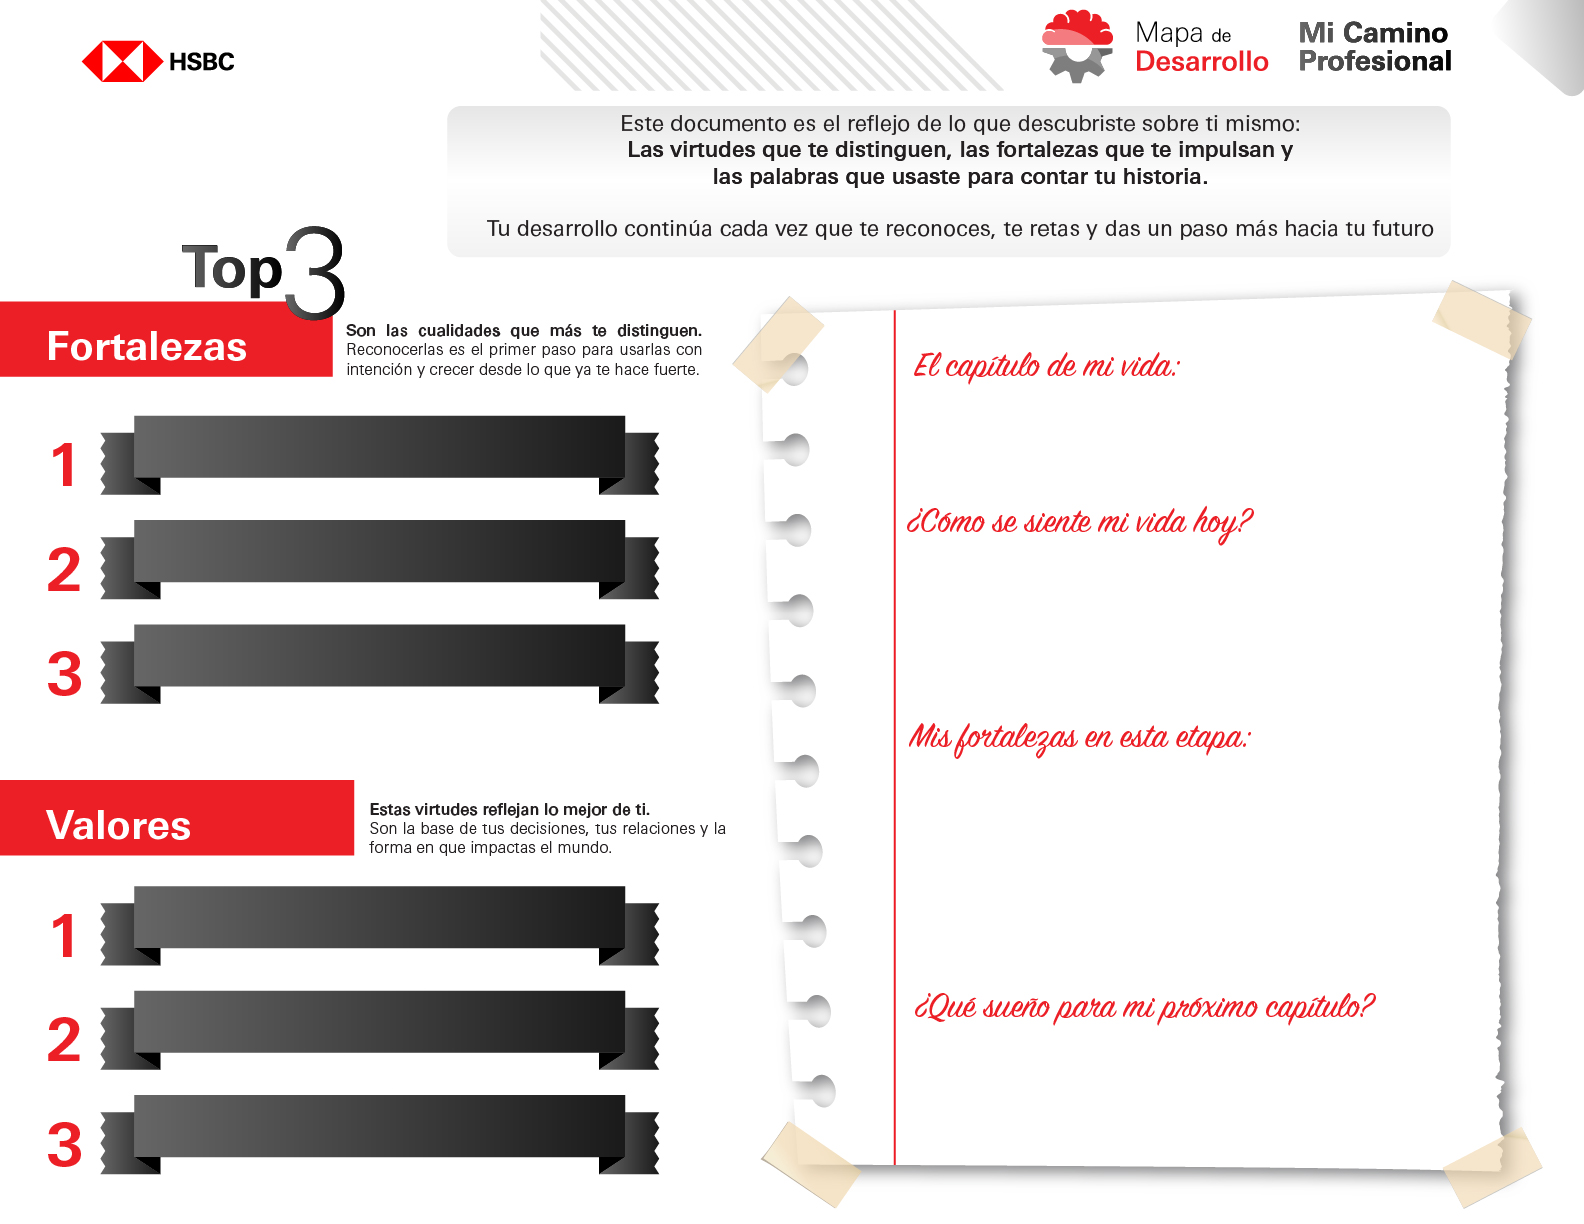 HSBC
Mapa de
Desarrollo
Mi Camino
Profesional
Este documento es el reflejo de lo que descubriste sobre ti mismo:
Las virtudes que te distinguen, las fortalezas que te impulsan y
las palabras que usaste para contar tu historia.
Tu desarrollo continúa cada vez que te reconoces, te retas y das un paso más hacia tu futuro
Top 3
Fortalezas
Son las cualidades que más te distinguen.
Reconocerlas es el primer paso para usarlas con
intención y crecer desde lo que ya te hace fuerte.
1
2
3
Valores
Estas virtudes reflejan lo mejor de ti.
Son la base de tus decisiones, tus relaciones y la
forma en que impactas el mundo.
1
2
3
El capítulo de mi vida:
¿Cómo se siente mi vida hoy?
Mis fortalezas en esta etapa:
¿Qué sueño para mi próximo capítulo?